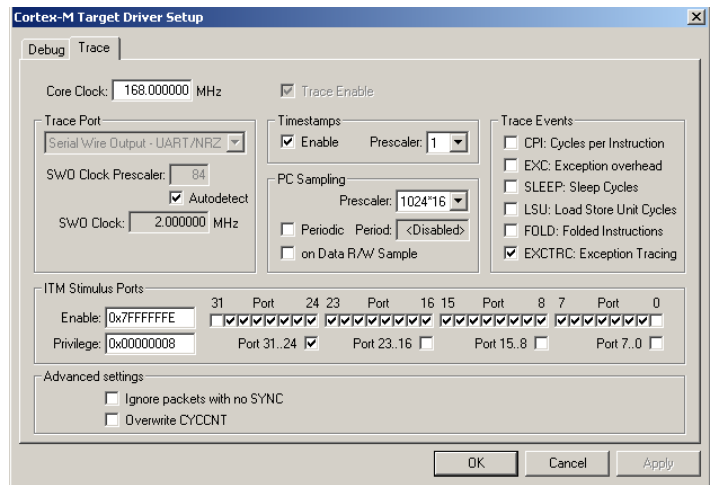 Cortex-M Target Driver Setup
Debug Trace
Core Clock: 168.000000 MHz Trace Enable
Trace Port Timestamps Trace Events
Serial Wire Output - UART/NRZ Enable Prescaler: 1 CPI: Cycles per Instruction
EXC: Exception overhead
SWO Clock Prescaler: 84 PC Sampling SLEEP: Sleep Cycles
Autodetect Prescaler: 1024*16 LSU: Load Store Unit Cycles
SWO Clock: 2.000000 MHz Periodic Period: <Disabled> FOLD: Folded Instructions
on Data R/W Sample EXCTRC: Exception Tracing
ITM Stimulus Ports
31 Port 24 23 Port 16 15 Port 8 7 Port 0
Enable: 0x7FFFFFFE
Privilege: 0x00000008 Port 31..24 Port 23..16 Port 15..8 Port 7..0
Advanced settings
Ignore packets with no SYNC
Overwrite CYCCNT
OK Cancel Apply